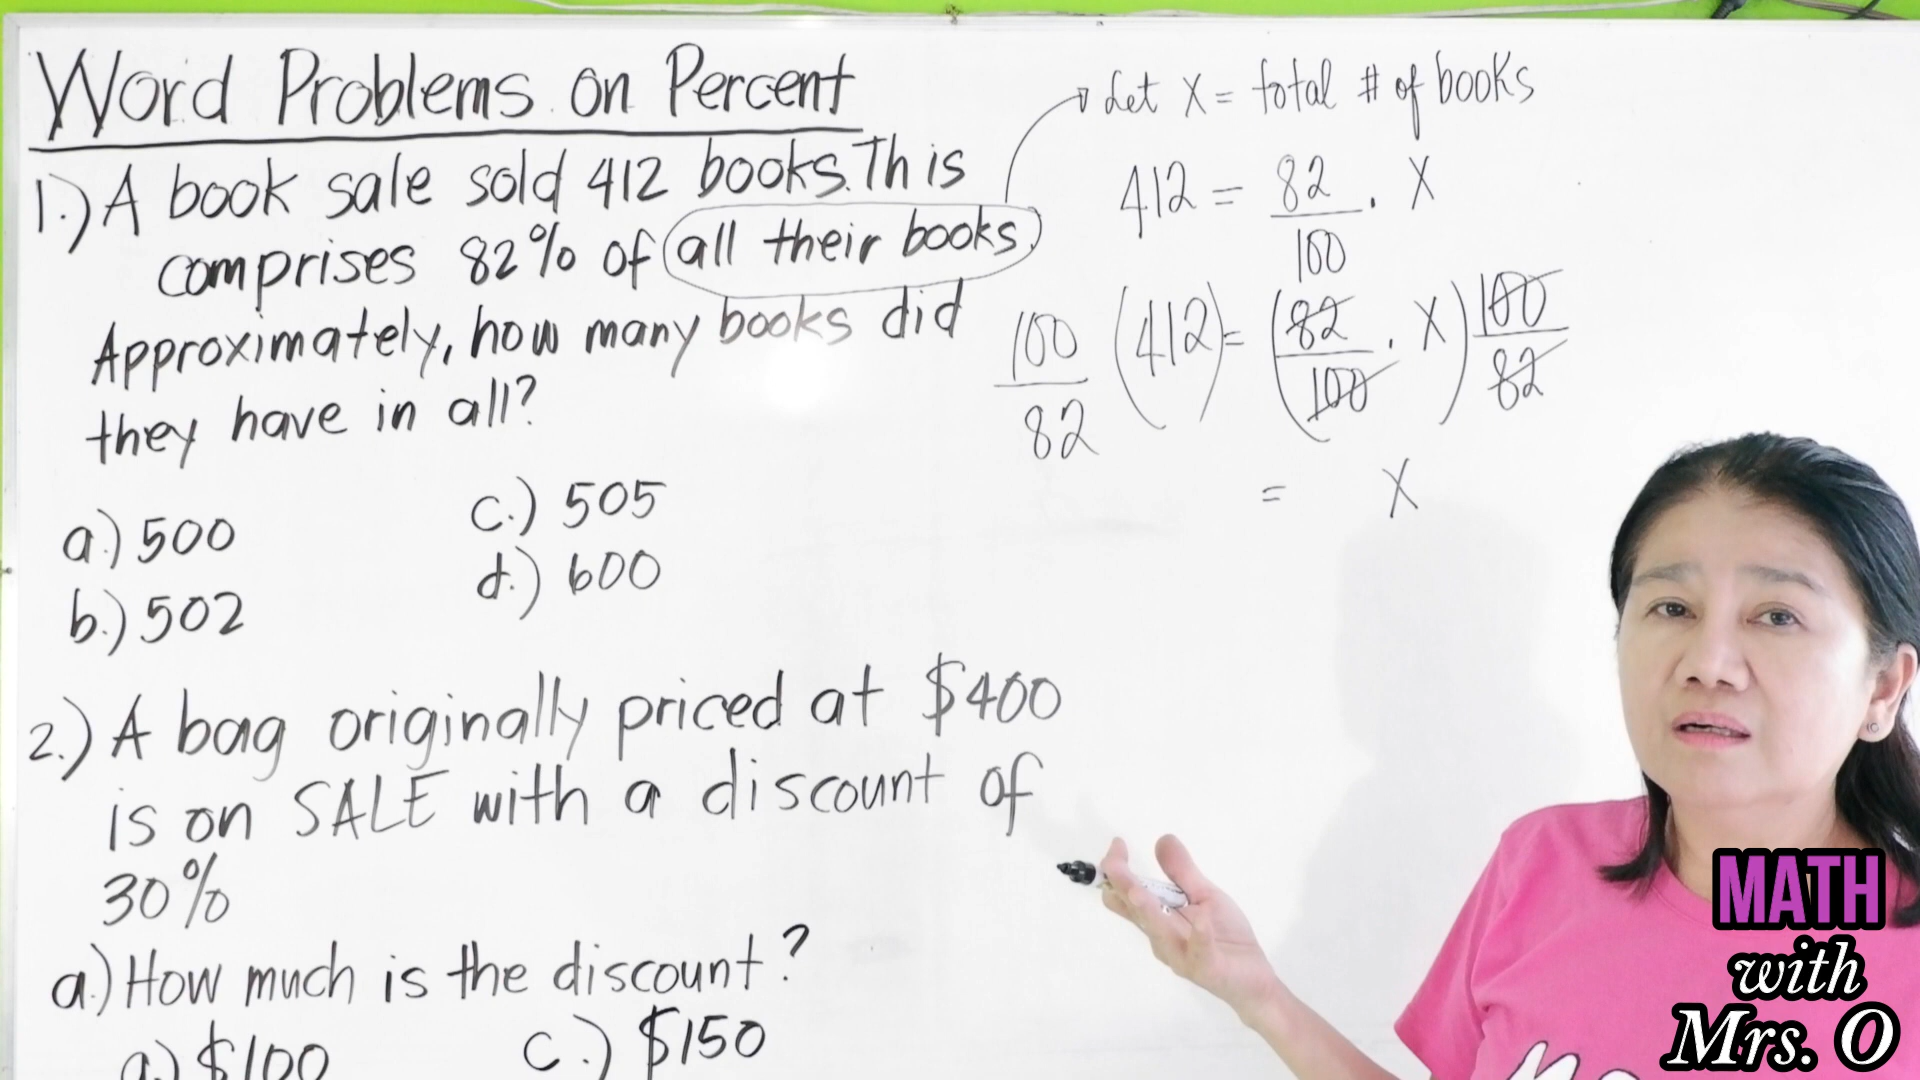 Word Problems on Percent
1.) A book sale sold 412 books. This
comprises 82% of all their books.
Approximately, how many books did
they have in all?
a.) 500
c.) 505
b.) 502
d.) 600
2.) A bag originally priced at $400
is on SALE with a discount of
30%
a.) How much is the discount?
a.) $100
c.) $150
Let X = total # of books
412 = 82/100 . X
100/82 (412) = (82/100 . X) 100/82
= X
MATH
with
Mrs. O